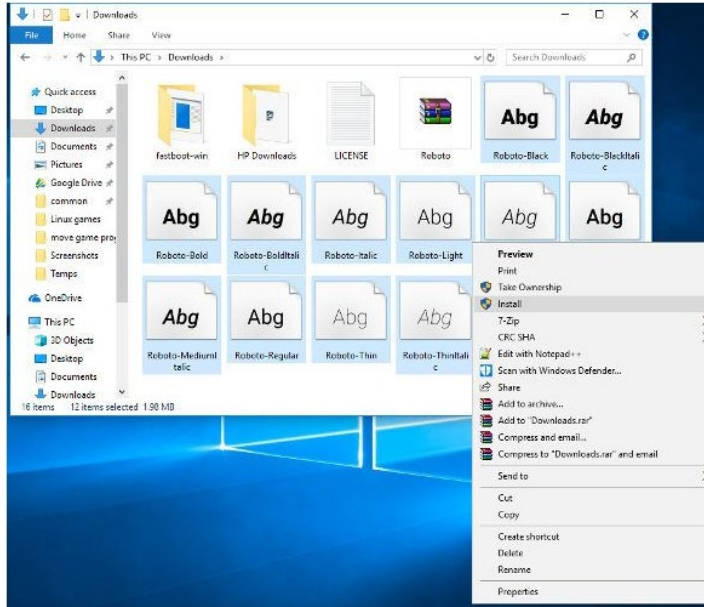 Downloads
File Home Share View
This PC > Downloads >
Search Downloads
Quick access
Desktop
Downloads
Documents
Pictures
Google Drive
common
Linux games
move game proj
Screenshots
Temps
OneDrive
This PC
3D Objects
Desktop
Documents
Downloads
fastboot-win
HP Downloads
LICENSE
Roboto
Abg
Roboto-Black
Abg
Roboto-BlackItali
c
Abg
Roboto-Bold
Abg
Roboto-BoldItali
c
Abg
Roboto-Italic
Abg
Roboto-Light
Abg
Abg
Abg
Roboto-MediumI
talic
Abg
Roboto-Regular
Abg
Roboto-Thin
Abg
Roboto-ThinItali
c
16 items 12 items selected 1.98 MB
Preview
Print
Take Ownership
Install
7-Zip
CRC SHA
Edit with Notepad++
Scan with Windows Defender...
Share
Add to archive...
Add to "Downloads.rar"
Compress and email...
Compress to "Downloads.rar" and email
Send to
Cut
Copy
Create shortcut
Delete
Rename
Properties